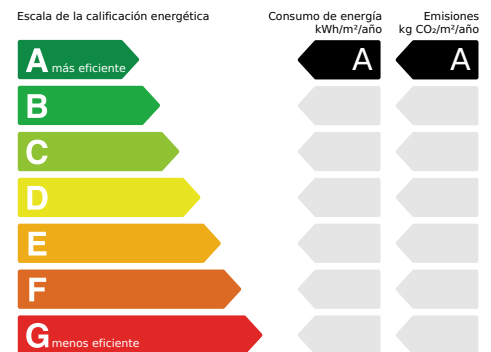 Escala de la calificación energética
Consumo de energía
kWh/m²/año
Emisiones
kg CO₂/m²/año
A más eficiente
A
A
B
C
D
E
F
G menos eficiente